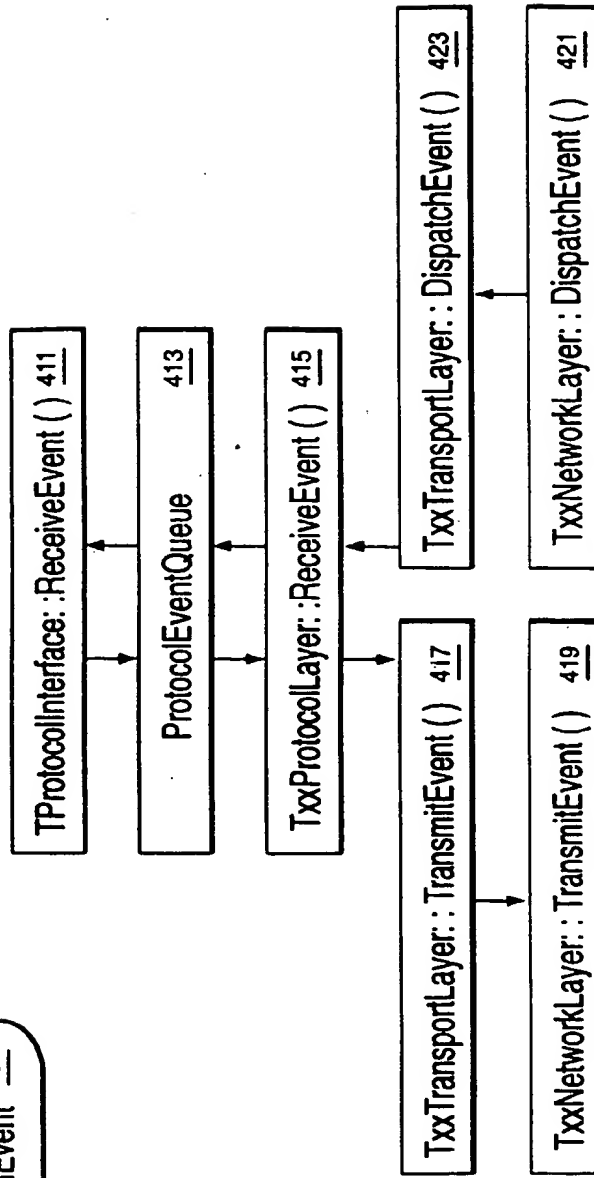 TProtocolInterface: :ReceiveEvent ( ) 411
ProtocolEventQueue 413
TxxProtocolLayer: :ReceiveEvent ( ) 415
TxxTransportLayer: : TransmitEvent ( ) 417
TxxNetworkLayer: : TransmitEvent ( ) 419
TxxTransportLayer: : DispatchEvent ( ) 423
TxxNetworkLayer: : DispatchEvent ( ) 421